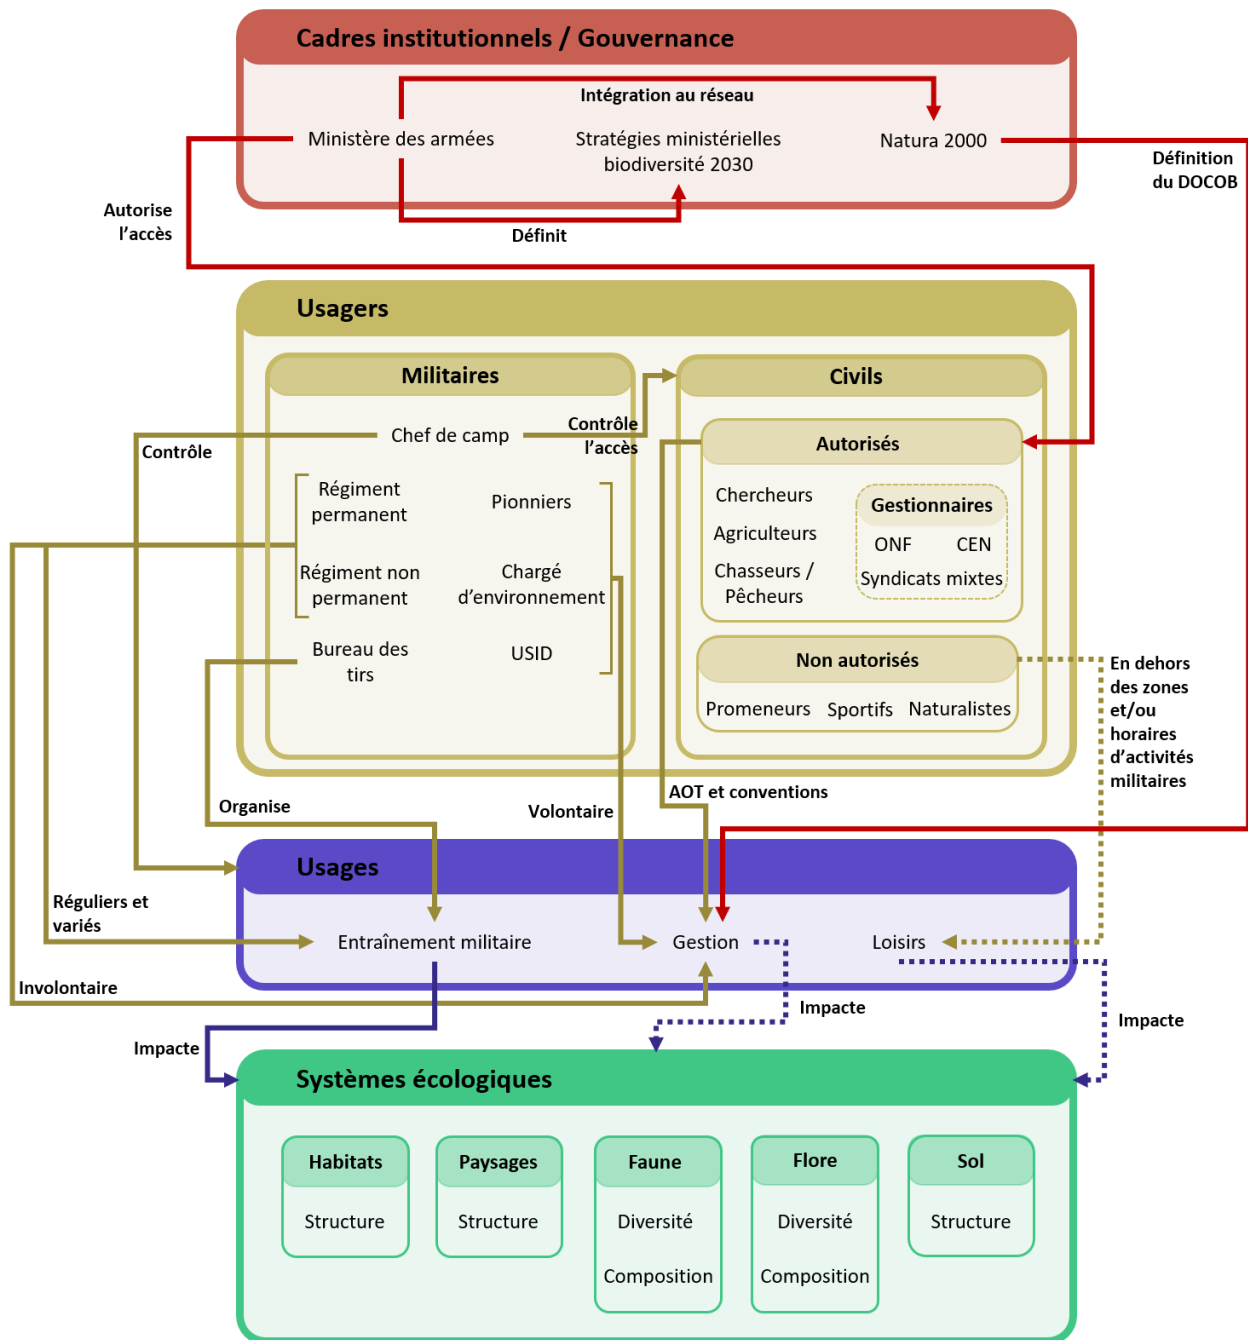 Cadres institutionnels / Gouvernance
Intégration au réseau
Ministère des armées
Stratégies ministérielles
biodiversité 2030
Natura 2000
Définition
du DOCOB
Autorise
l’accès
Définit
Usagers
Militaires
Civils
Chef de camp
Contrôle
l’accès
Contrôle
Autorisés
Régiment
permanent
Pionniers
Chercheurs
Gestionnaires
Agriculteurs
ONF
CEN
Régiment non
permanent
Chargé
d’environnement
Chasseurs /
Pêcheurs
Syndicats mixtes
Bureau des
tirs
USID
Non autorisés
Promeneurs
Sportifs
Naturalistes
En dehors
des zones
et/ou
horaires
d’activités
militaires
Organise
Volontaire
AOT et conventions
Usages
Réguliers et
variés
Entraînement militaire
Gestion
Loisirs
Involontaire
Impacte
Impacte
Impacte
Systèmes écologiques
Habitats
Paysages
Faune
Flore
Sol
Structure
Structure
Diversité
Diversité
Structure
Composition
Composition